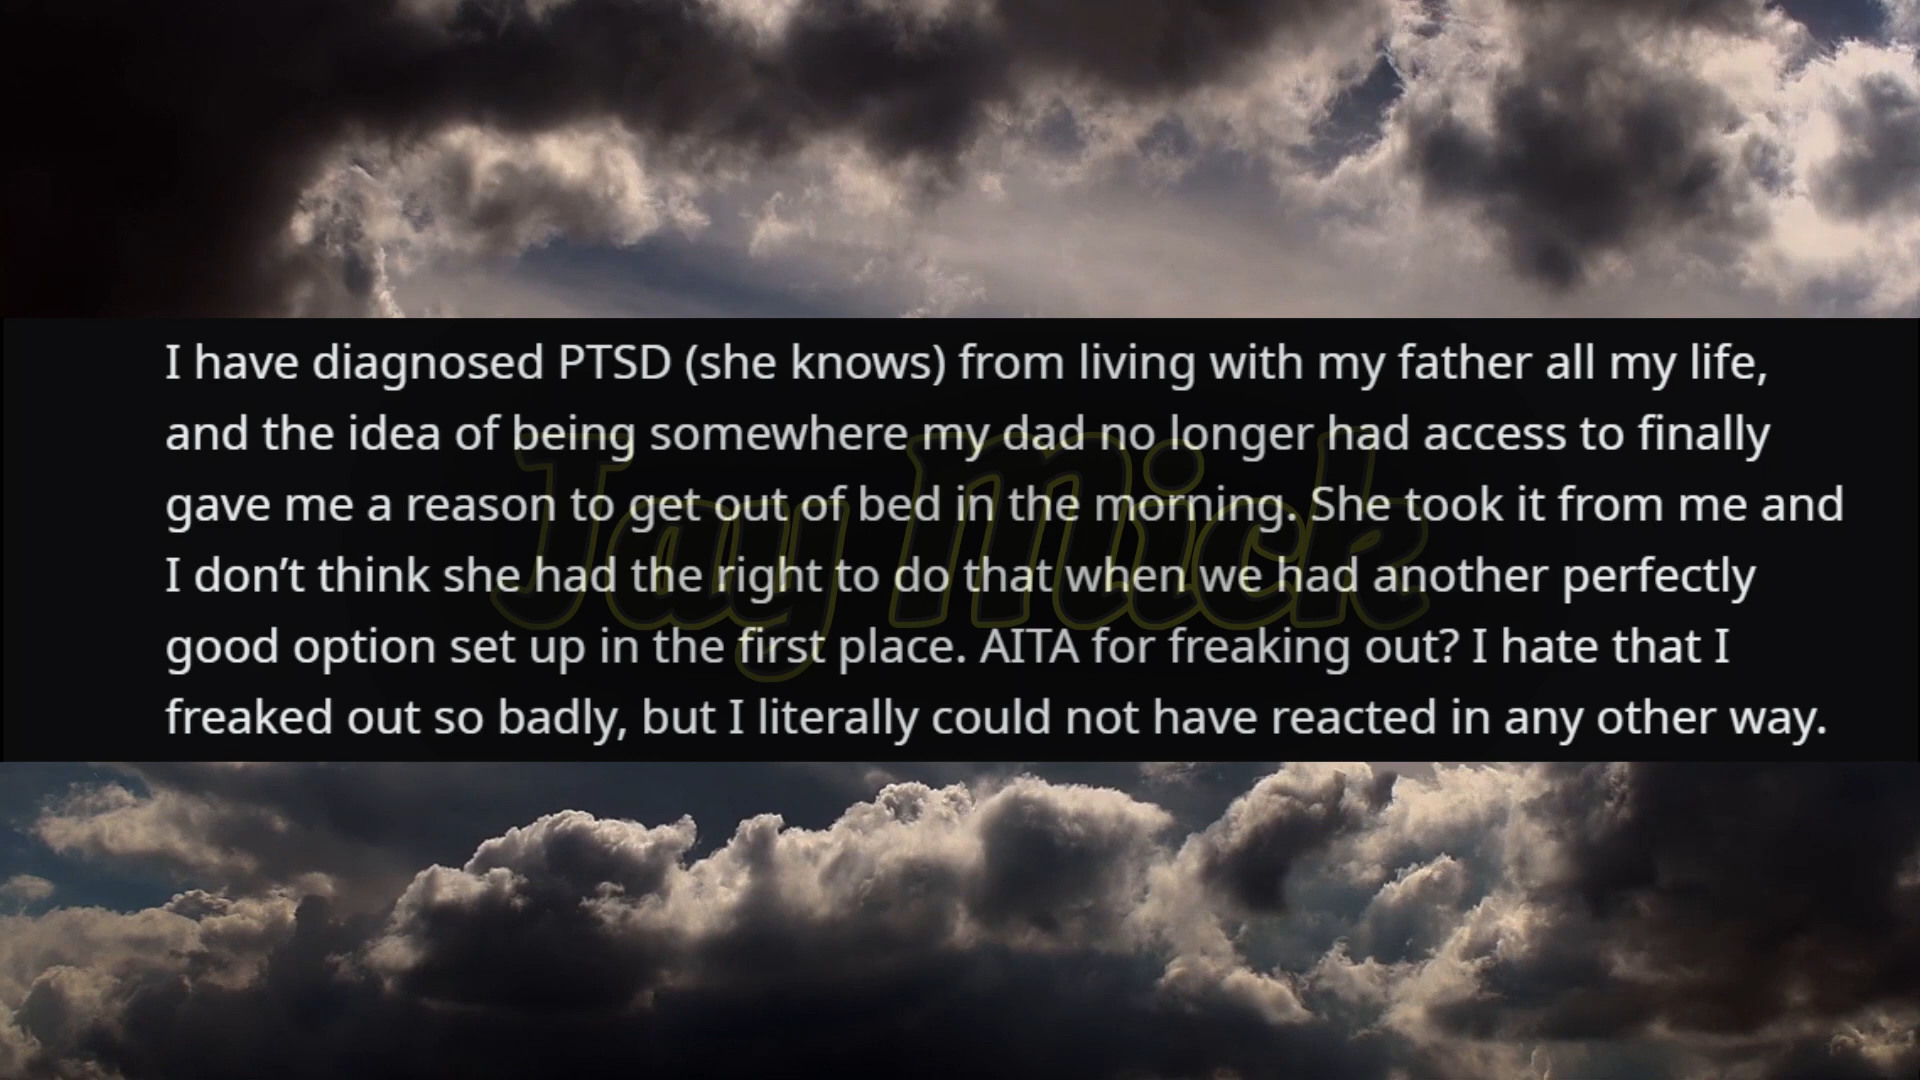 I have diagnosed PTSD (she knows) from living with my father all my life,
and the idea of being somewhere my dad no longer had access to finally
gave me a reason to get out of bed in the morning. She took it from me and
I don’t think she had the right to do that when we had another perfectly
good option set up in the first place. AITA for freaking out? I hate that I
freaked out so badly, but I literally could not have reacted in any other way.
Jay Mick